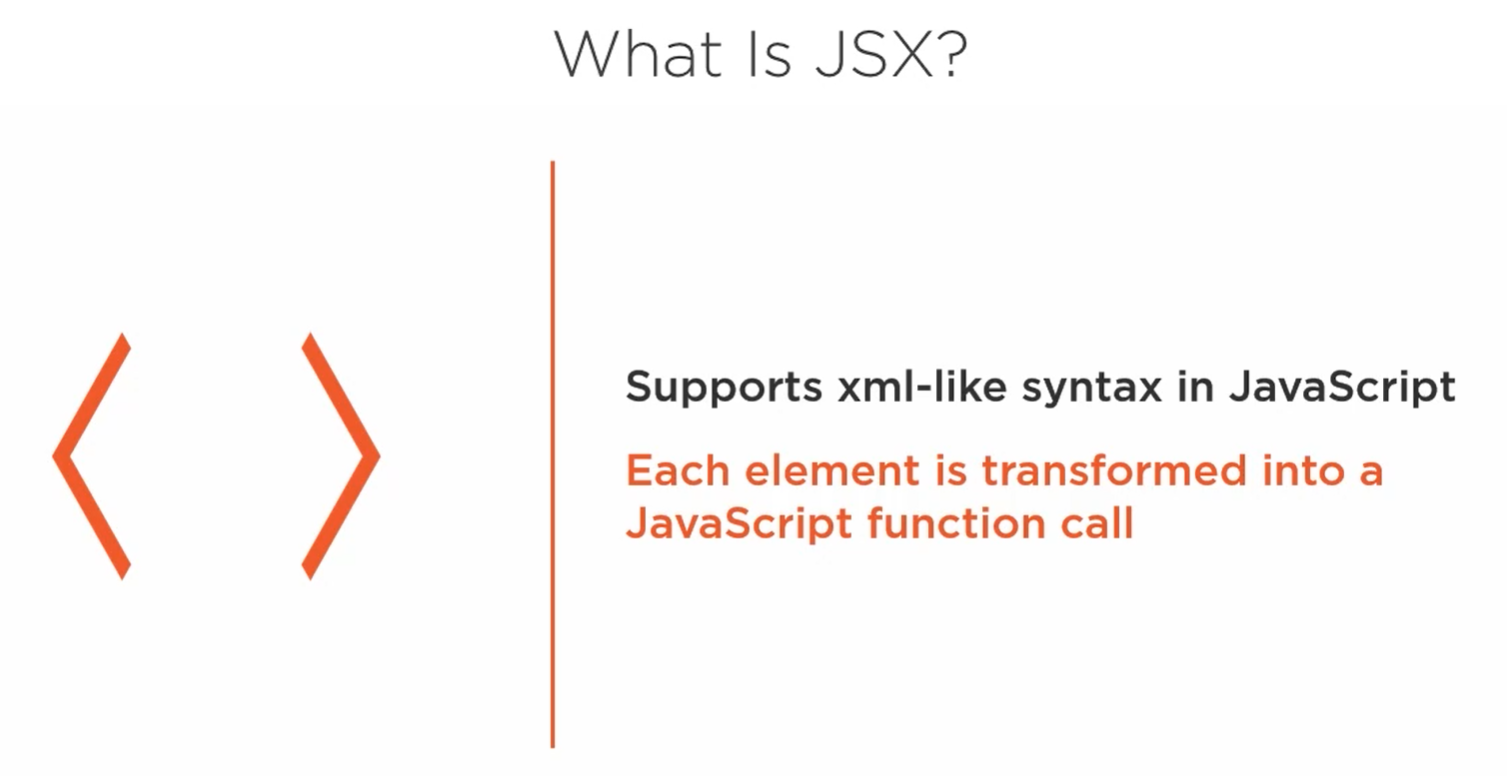 What Is JSX?
Supports xml-like syntax in JavaScript
Each element is transformed into a
JavaScript function call